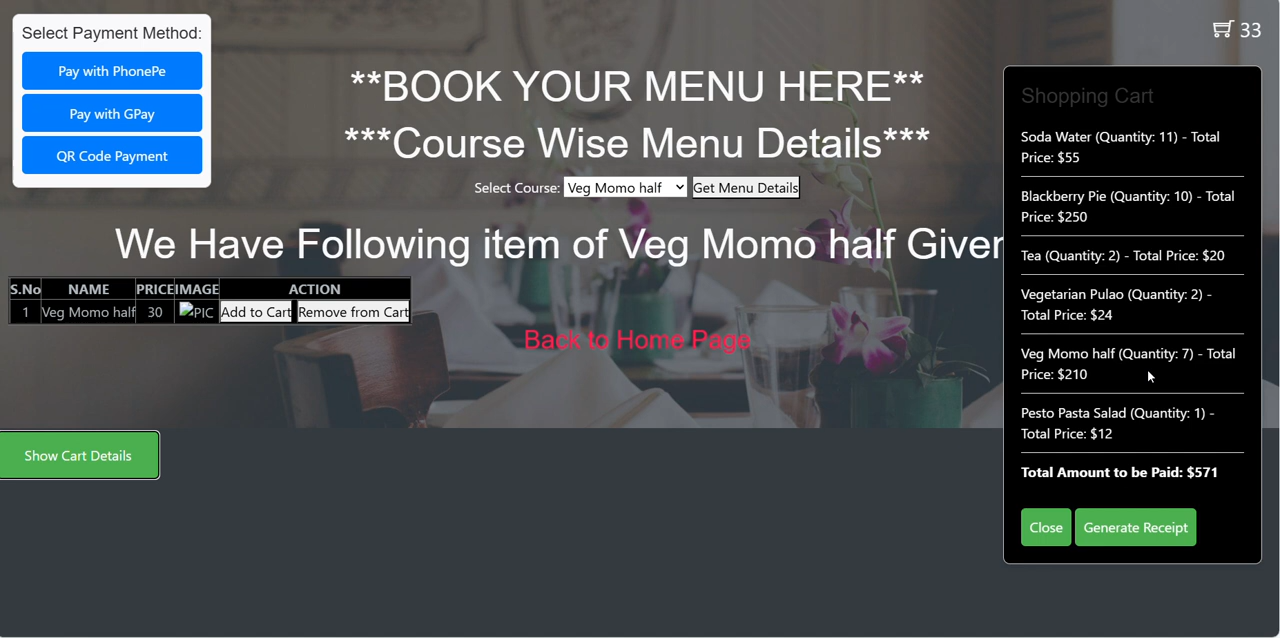 Select Payment Method:
Pay with PhonePe
Pay with GPay
QR Code Payment
33
**BOOK YOUR MENU HERE**
***Course Wise Menu Details***
Select Course: Veg Momo half Get Menu Details
We Have Following item of Veg Momo half Given
S.No NAME PRICE IMAGE ACTION
1 Veg Momo half 30 PIC Add to Cart Remove from Cart
Back to Home Page
Show Cart Details
Shopping Cart
Soda Water (Quantity: 11) - Total
Price: $55
Blackberry Pie (Quantity: 10) - Total
Price: $250
Tea (Quantity: 2) - Total Price: $20
Vegetarian Pulao (Quantity: 2) -
Total Price: $24
Veg Momo half (Quantity: 7) - Total
Price: $210
Pesto Pasta Salad (Quantity: 1) -
Total Price: $12
Total Amount to be Paid: $571
Close Generate Receipt